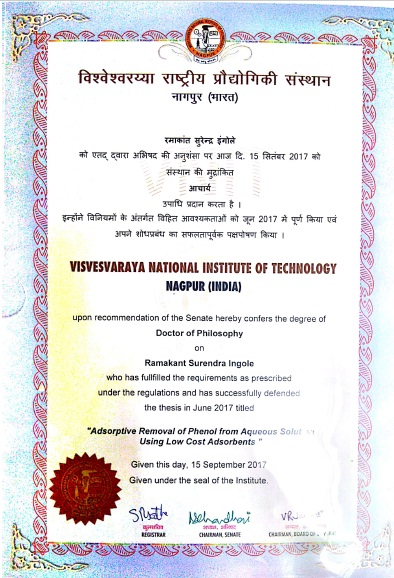 विश्वेश्वरय्या राष्ट्रीय प्रौद्योगिकी संस्थान
नागपुर (भारत)
रमाकांत सुरेन्द्र इंगोले
को एतद् द्वारा अभिषद की अनुशंसा पर आज दि. 15 सितंबर 2017 को
संस्थान की मुद्रांकित
आचार्य
उपाधि प्रदान करता है ।
इन्होंने विनियमों के अंतर्गत विहित आवश्यकताओं को जून 2017 में पूर्ण किया एवं
अपने शोधप्रबंध का सफलतापूर्वक पक्षपोषण किया ।
VISVESVARAYA NATIONAL INSTITUTE OF TECHNOLOGY
NAGPUR (INDIA)
upon recommendation of the Senate hereby confers the degree of
Doctor of Philosophy
on
Ramakant Surendra Ingole
who has fullfilled the requirements as prescribed
under the regulations and has successfully defended
the thesis in June 2017 titled
"Adsorptive Removal of Phenol from Aqueous
Using Low Cost Adsorbents "
Given this day, 15 September 2017
Given under the seal of the Institute.
कुलसचिव
REGISTRAR
CHAIRMAN, SENATE
CHAIRMAN, BOARD OF